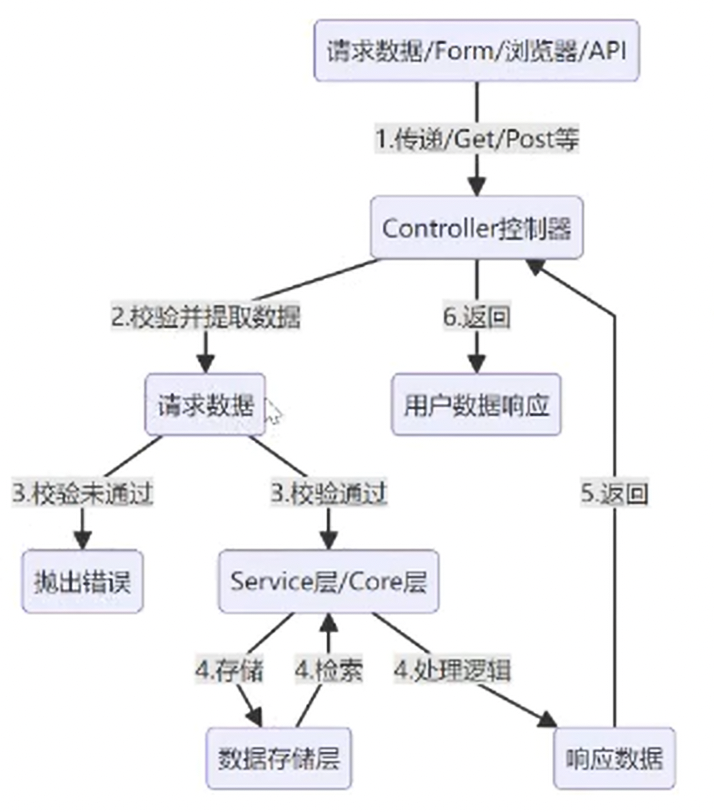 请求数据/Form/浏览器/API
1.传递/Get/Post等
Controller控制器
2.校验并提取数据
6.返回
请求数据
用户数据响应
3.校验未通过
3.校验通过
5.返回
抛出错误
Service层/Core层
4.存储
4.检索
4.处理逻辑
数据存储层
响应数据